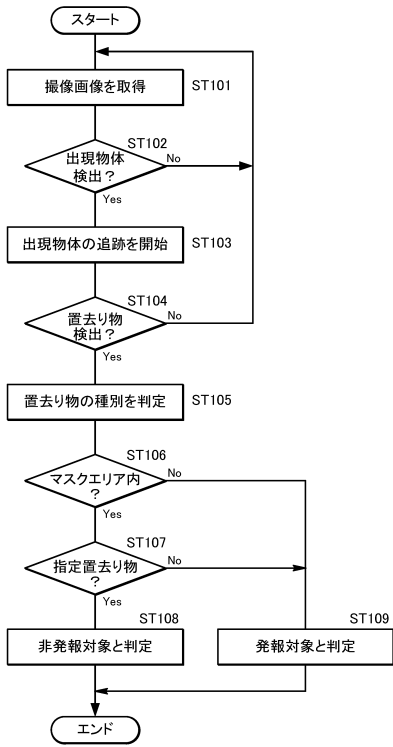 スタート
撮像画像を取得
ST101
ST102
出現物体
検出？
No
Yes
出現物体の追跡を開始
ST103
ST104
置去り物
検出？
No
Yes
置去り物の種別を判定
ST105
ST106
マスクエリア内
？
No
Yes
ST107
指定置去り物
？
No
Yes
ST108
非発報対象と判定
ST109
発報対象と判定
エンド